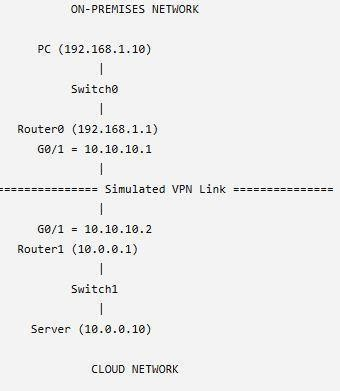 ON-PREMISES NETWORK
PC (192.168.1.10)
|
Switch0
|
Router0 (192.168.1.1)
G0/1 = 10.10.10.1
|
=============== Simulated VPN Link ===============
|
G0/1 = 10.10.10.2
Router1 (10.0.0.1)
|
Switch1
|
Server (10.0.0.10)
CLOUD NETWORK